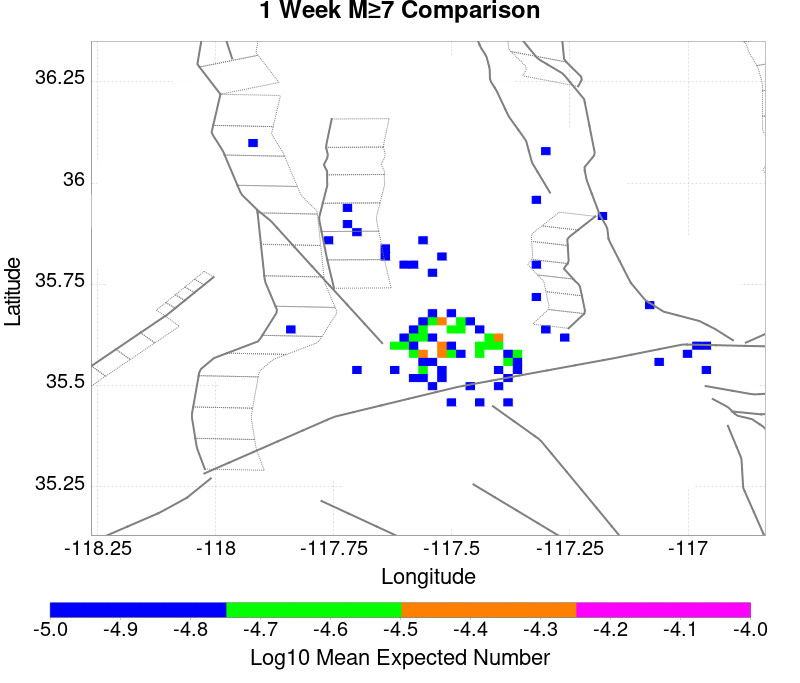 1 Week M≥7 Comparison
36.25
36
35.75
35.5
35.25
Latitude
-118.25 -118 -117.75 -117.5 -117.25 -117
Longitude
-5.0 -4.9 -4.8 -4.7 -4.6 -4.5 -4.4 -4.3 -4.2 -4.1 -4.0
Log10 Mean Expected Number